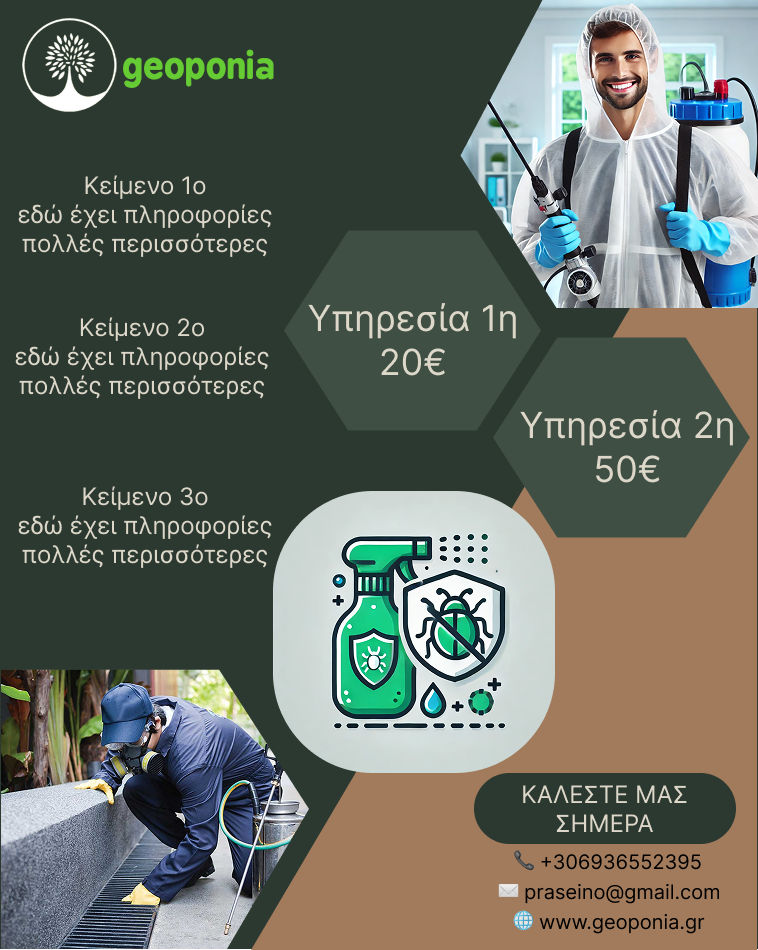 geoponia
Κείμενο 1ο
εδώ έχει πληροφορίες
πολλές περισσότερες
Υπηρεσία 1η
20€
Κείμενο 2ο
εδώ έχει πληροφορίες
πολλές περισσότερες
Υπηρεσία 2η
50€
Κείμενο 3ο
εδώ έχει πληροφορίες
πολλές περισσότερες
ΚΑΛΕΣΤΕ ΜΑΣ
ΣΗΜΕΡΑ
+306936552395
praseino@gmail.com
www.geoponia.gr